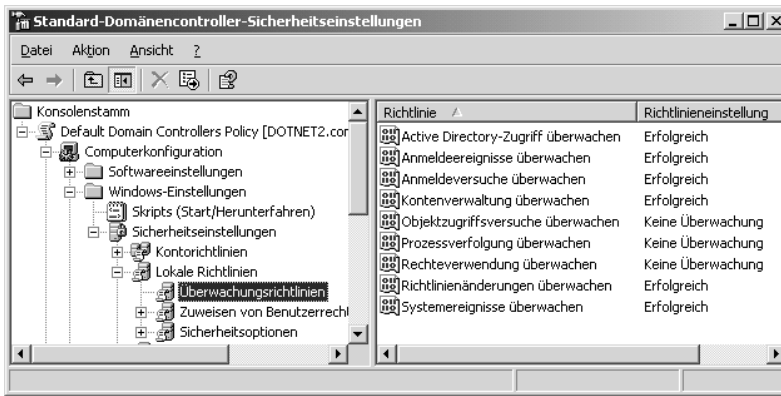 Standard-Domänencontroller-Sicherheitseinstellungen
Datei Aktion Ansicht ?
Konsolenstamm
Default Domain Controllers Policy [DOTNET2.cor
Computerkonfiguration
Softwareeinstellungen
Windows-Einstellungen
Skripts (Start/Herunterfahren)
Sicherheitseinstellungen
Kontorichtlinien
Lokale Richtlinien
Überwachungsrichtlinien
Zuweisen von Benutzerrecht
Sicherheitsoptionen
Richtlinie Richtlinieneinstellung
Active Directory-Zugriff überwachen Erfolgreich
Anmeldeereignisse überwachen Erfolgreich
Anmeldeversuche überwachen Erfolgreich
Kontenverwaltung überwachen Erfolgreich
Objektzugriffsversuche überwachen Keine Überwachung
Prozessverfolgung überwachen Keine Überwachung
Rechteverwendung überwachen Keine Überwachung
Richtlinienänderungen überwachen Erfolgreich
Systemereignisse überwachen Erfolgreich